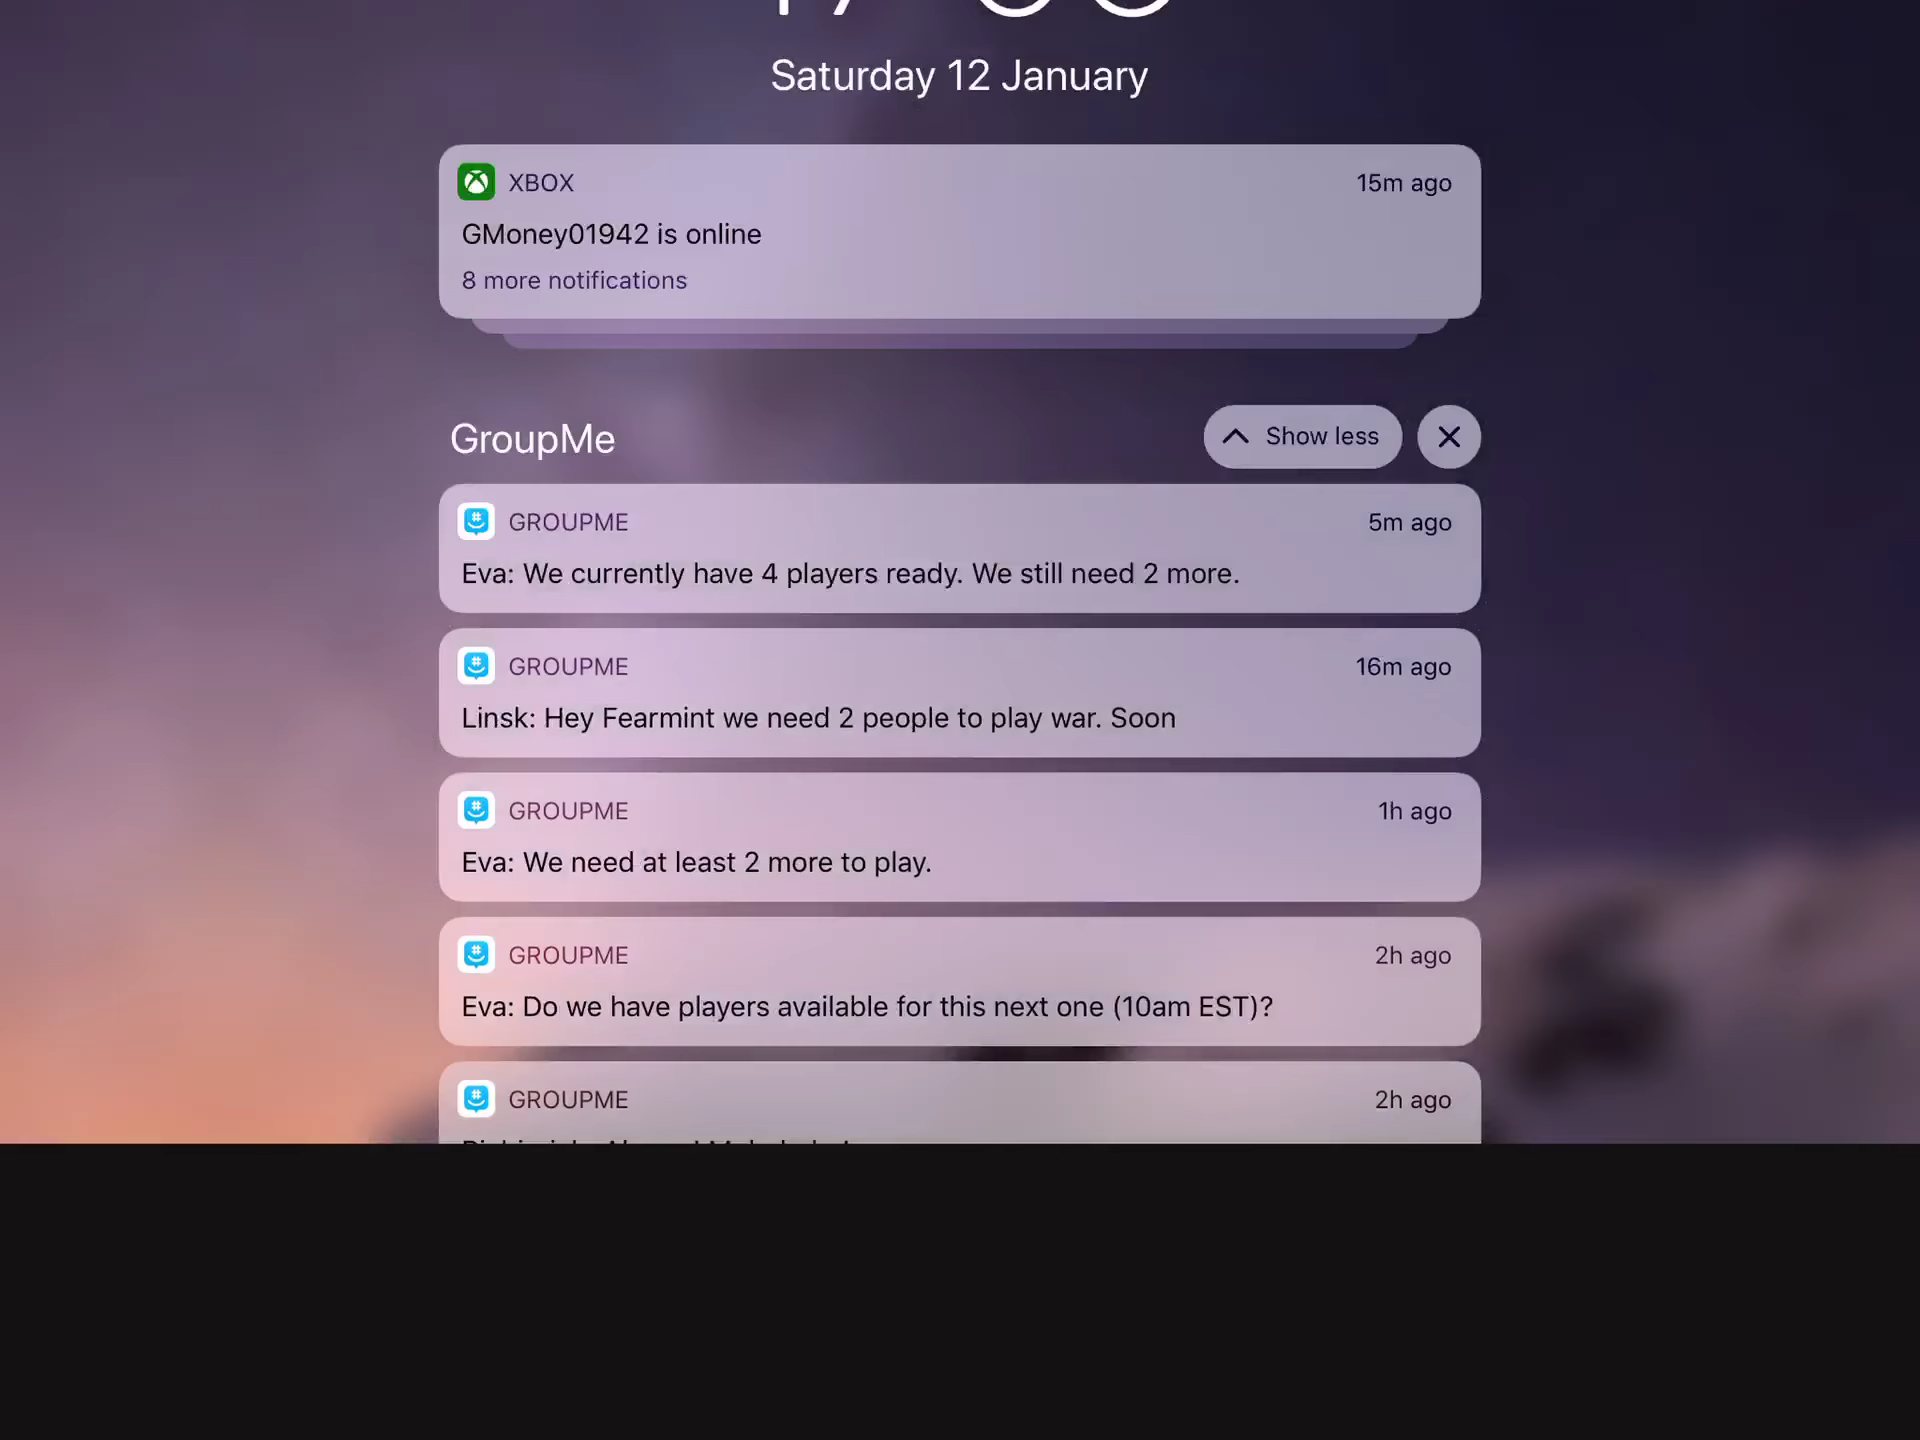 Saturday 12 January
XBOX 15m ago
GMoney01942 is online
8 more notifications
GroupMe Show less
GROUPME 5m ago
Eva: We currently have 4 players ready. We still need 2 more.
GROUPME 16m ago
Linsk: Hey Fearmint we need 2 people to play war. Soon
GROUPME 1h ago
Eva: We need at least 2 more to play.
GROUPME 2h ago
Eva: Do we have players available for this next one (10am EST)?
GROUPME 2h ago